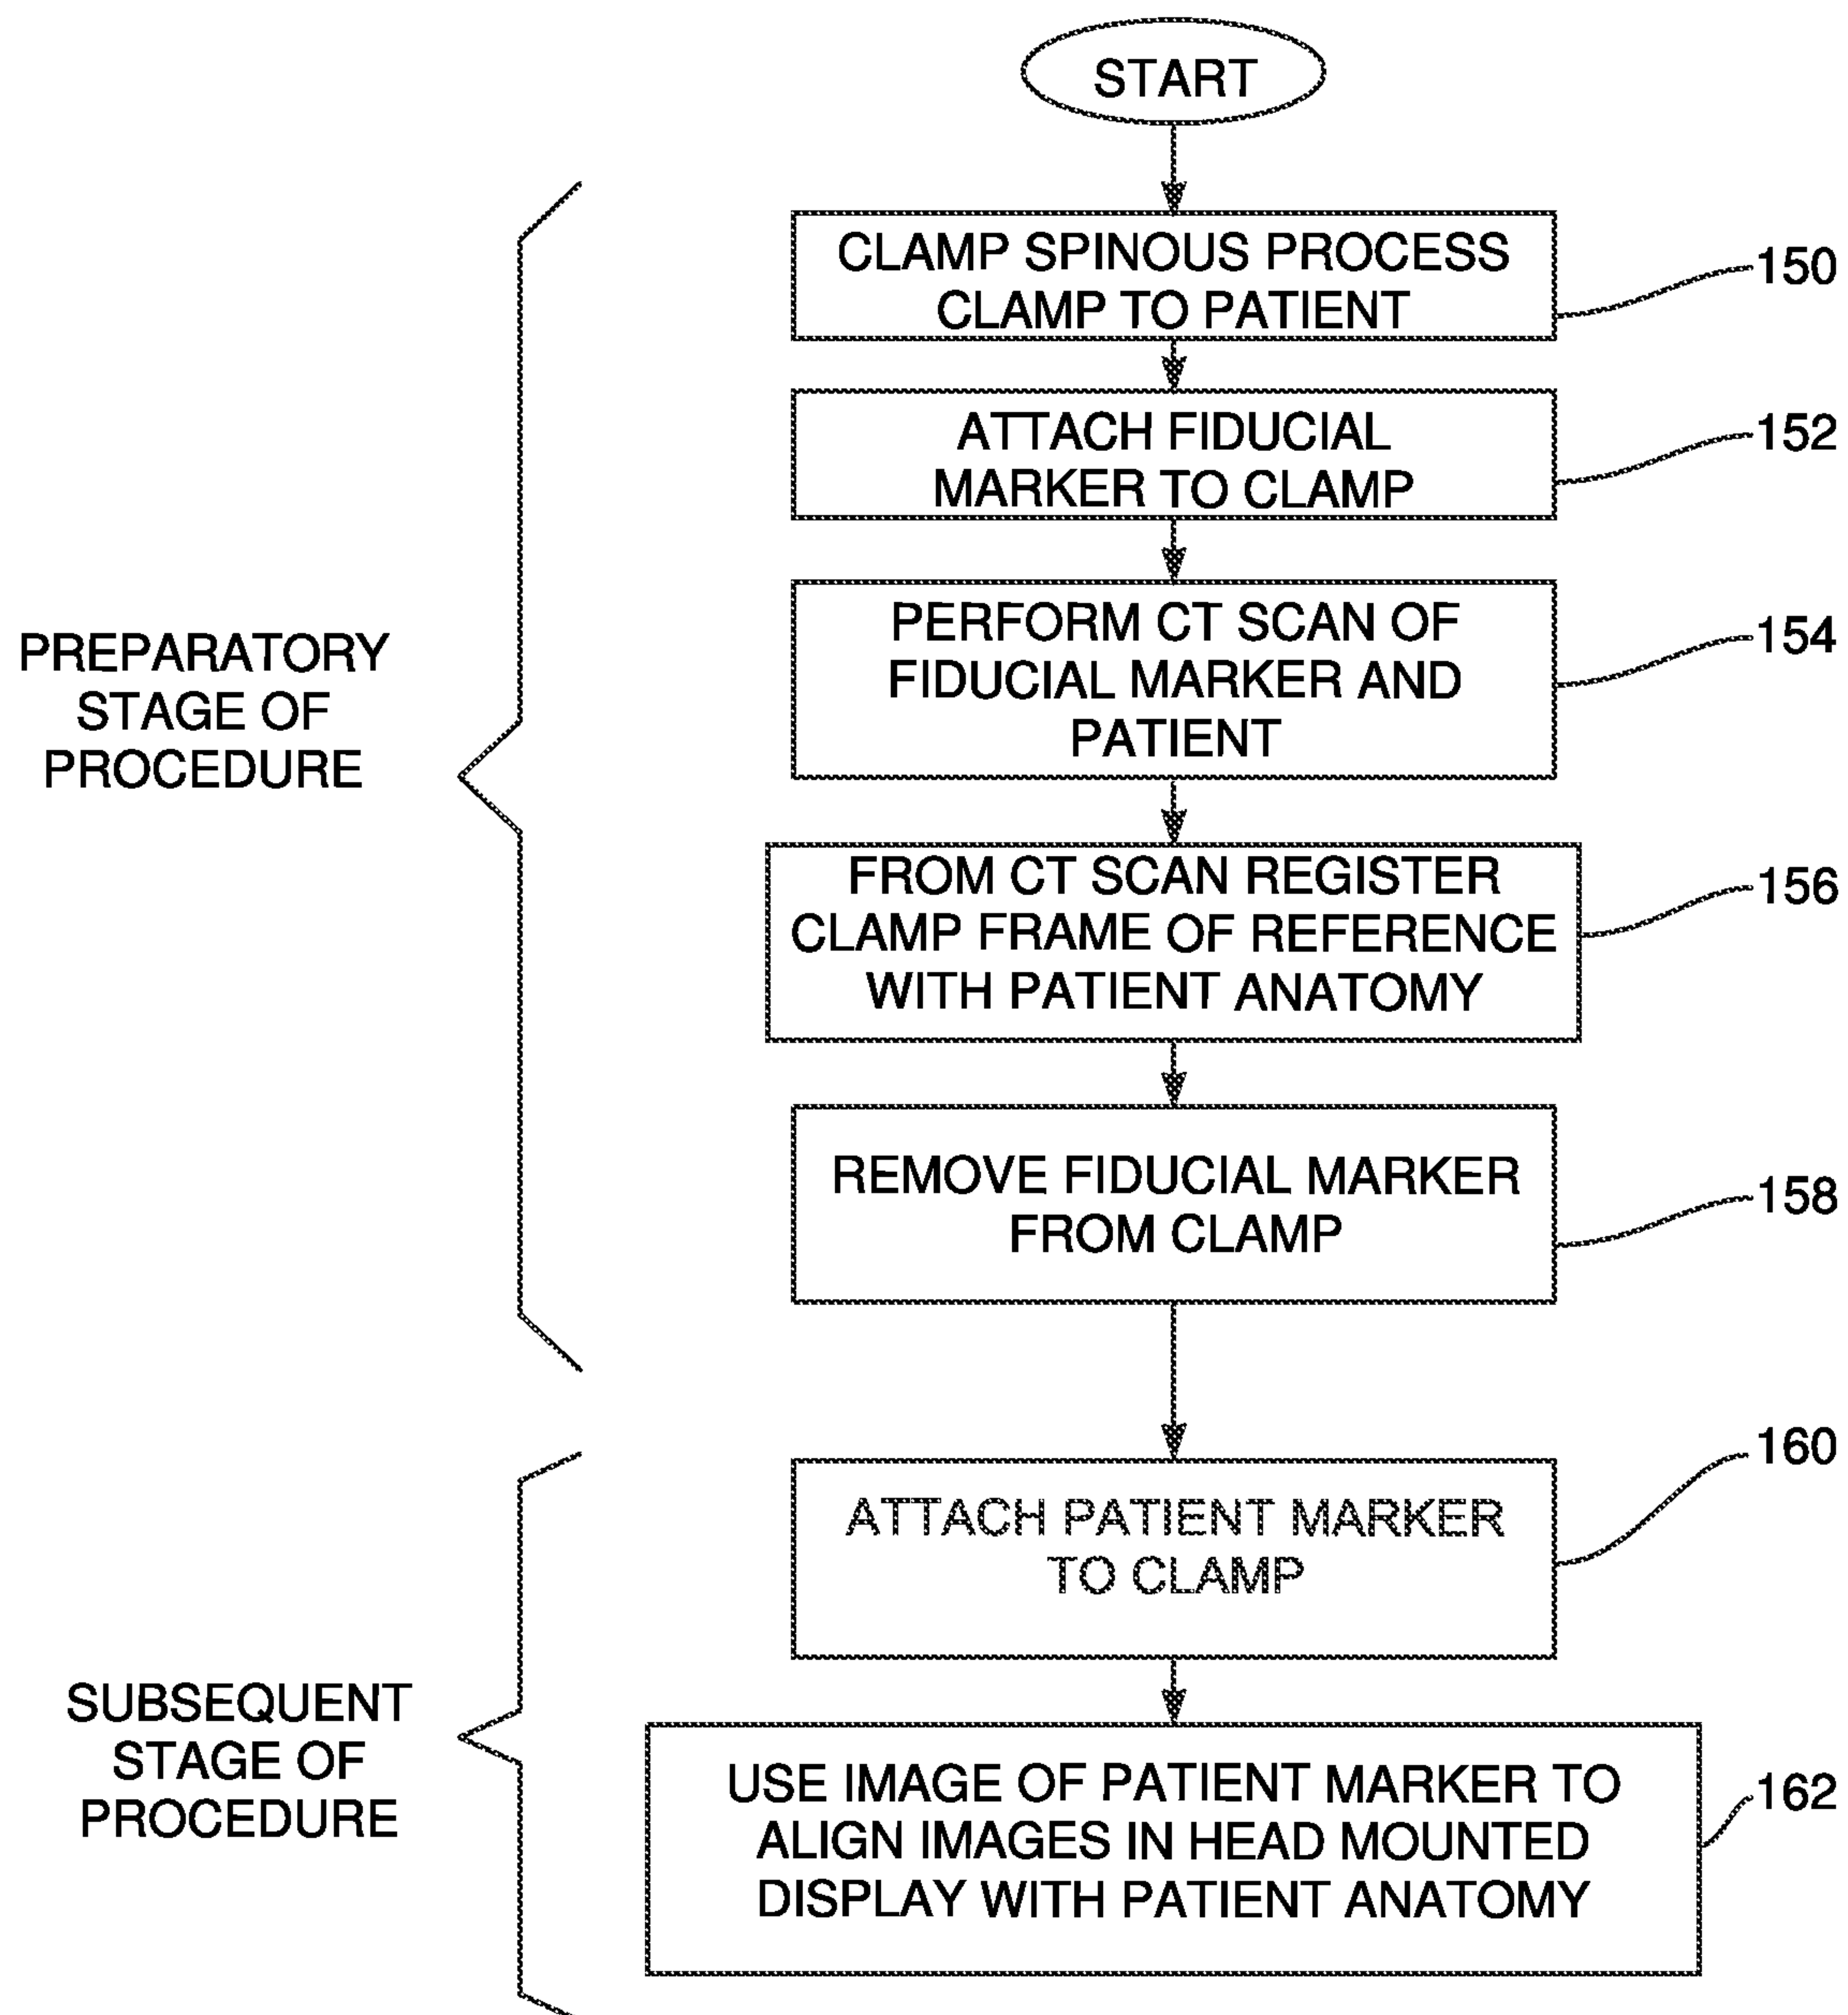 START
CLAMP SPINOUS PROCESS
CLAMP TO PATIENT
150
ATTACH FIDUCIAL
MARKER TO CLAMP
152
PERFORM CT SCAN OF
FIDUCIAL MARKER AND
PATIENT
154
PREPARATORY
STAGE OF
PROCEDURE
FROM CT SCAN REGISTER
CLAMP FRAME OF REFERENCE
WITH PATIENT ANATOMY
156
REMOVE FIDUCIAL MARKER
FROM CLAMP
158
ATTACH PATIENT MARKER
TO CLAMP
160
SUBSEQUENT
STAGE OF
PROCEDURE
USE IMAGE OF PATIENT MARKER TO
ALIGN IMAGES IN HEAD MOUNTED
DISPLAY WITH PATIENT ANATOMY
162